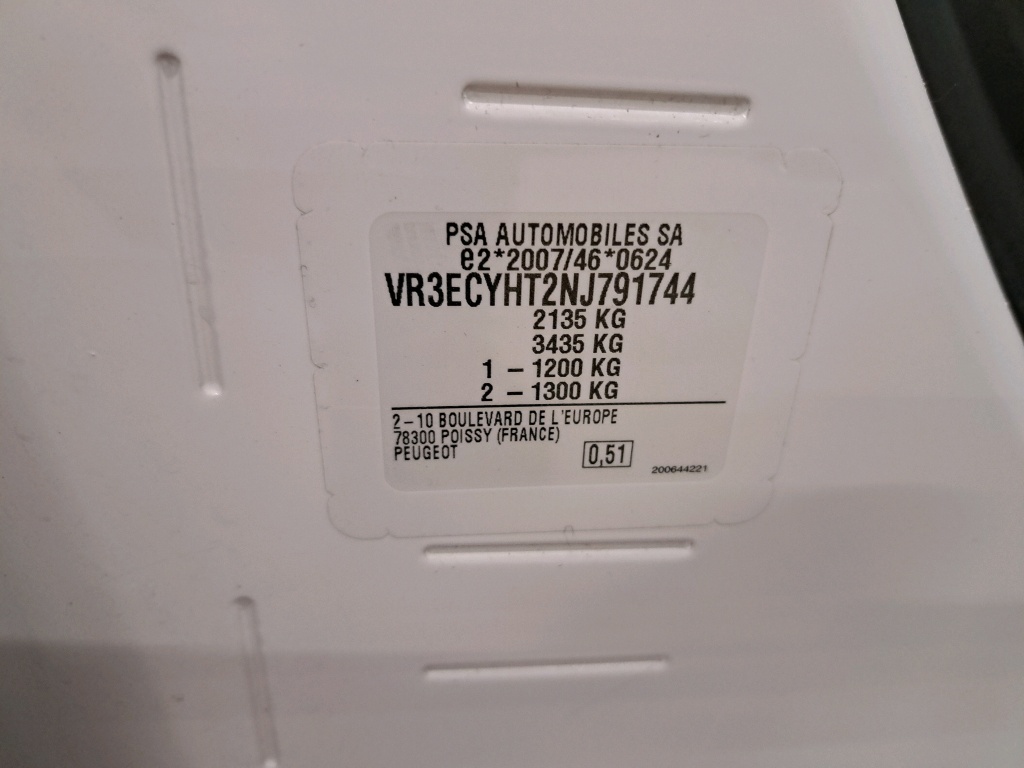 PSA AUTOMOBILES SA
e2*2007/46*0624
VR3ECYHT2NJ791744
2135 KG
3435 KG
1 – 1200 KG
2 – 1300 KG
2–10 BOULEVARD DE L'EUROPE
78300 POISSY (FRANCE)
PEUGEOT
0,51
200644221